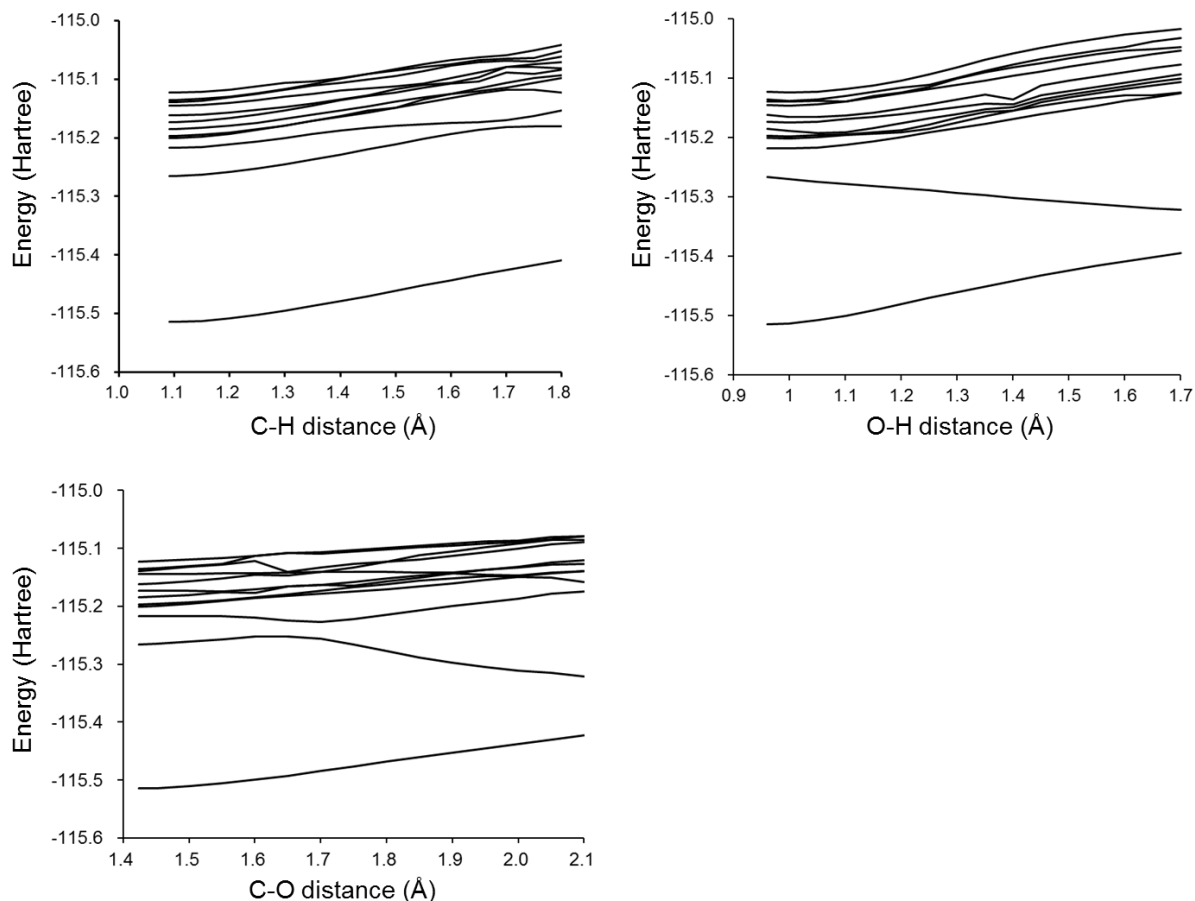 -115.0
-115.1
-115.2
-115.3
-115.4
-115.5
-115.6
Energy (Hartree)
1.0 1.1 1.2 1.3 1.4 1.5 1.6 1.7 1.8
C-H distance (Å)
-115.0
-115.1
-115.2
-115.3
-115.4
-115.5
-115.6
Energy (Hartree)
0.9 1 1.1 1.2 1.3 1.4 1.5 1.6 1.7
O-H distance (Å)
-115.0
-115.1
-115.2
-115.3
-115.4
-115.5
-115.6
Energy (Hartree)
1.4 1.5 1.6 1.7 1.8 1.9 2.0 2.1
C-O distance (Å)